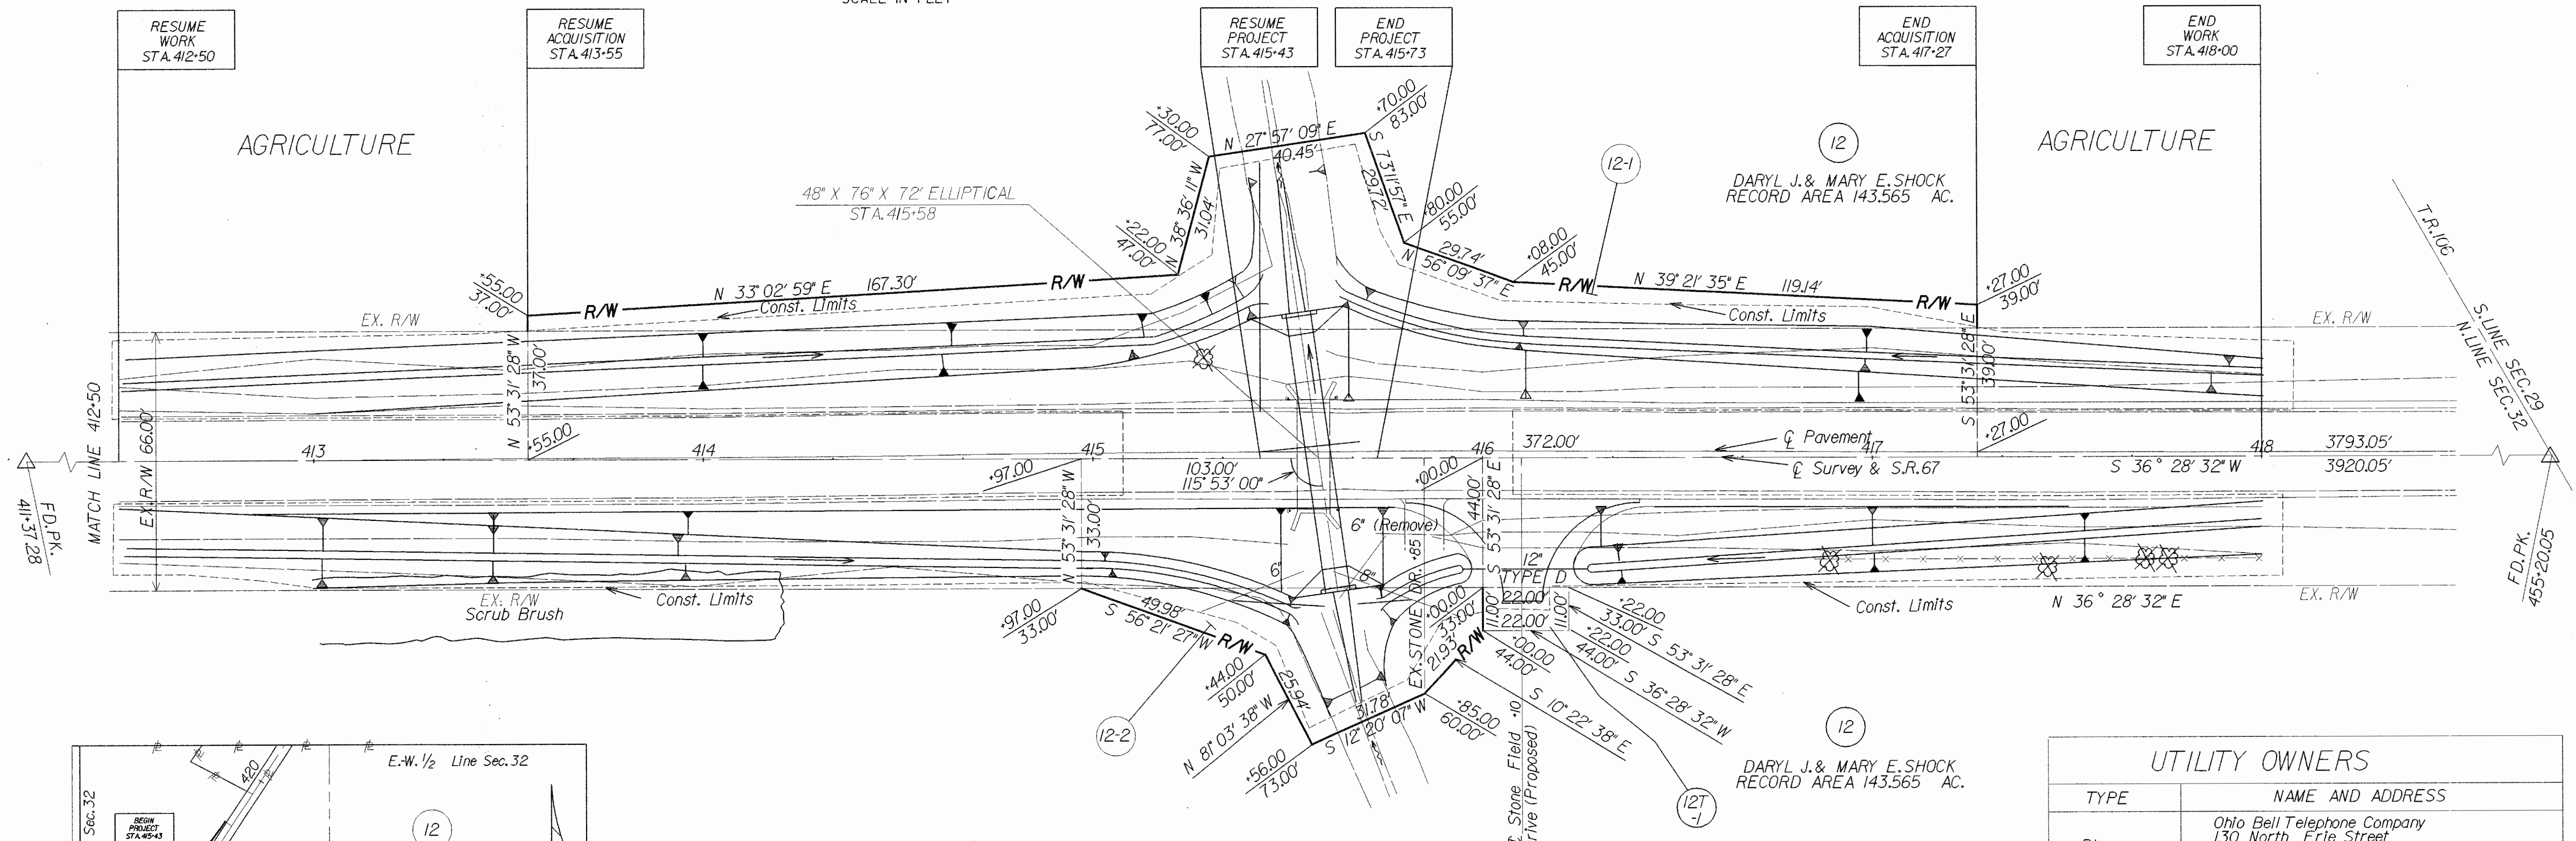 SCALE IN FEET
RESUME
WORK
STA. 412+50
RESUME
ACQUISITION
STA. 413+55
RESUME
PROJECT
STA. 415+43
END
PROJECT
STA. 415+73
END
ACQUISITION
STA. 417+27
END
WORK
STA. 418+00
AGRICULTURE
AGRICULTURE
+30.00
77.00'
N 27° 57' 09" E
40.45'
+70.00
83.00'
S 73°11'57" E
29.72'
+80.00
55.00'
12
12-1
DARYL J. & MARY E. SHOCK
RECORD AREA 143.565 AC.
48" X 76" X 72' ELLIPTICAL
STA. 415+58
N 38° 36' 11" W
31.04'
+22.00
47.00'
29.74'
N 56° 09' 37" E
+08.00
45.00'
T.R.106
+55.00
37.00'
R/W
N 33° 02' 59" E 167.30'
R/W
Const. Limits
R/W
N 39° 21' 35" E 119.14'
R/W
+27.00
39.00'
Const. Limits
S. LINE SEC. 29
N. LINE SEC. 32
EX. R/W
EX. R/W
MATCH LINE 412+50
EX. R/W 66.00'
N 53° 31' 28" W
37.00'
S 53° 31' 28" E
39.00'
+55.00
+27.00
413
414
415
416
417
418
372.00'
℄ Pavement
℄ Survey & S.R.67
3793.05'
3920.05'
S 36° 28' 32" W
103.00'
115° 53' 00"
+97.00
+00.00
FD. PK.
411+37.28
FD. PK.
455+20.05
N 53° 31' 28" W
33.00'
S 53° 31' 28" E
44.00'
6" (Remove)
6"
8"
12"
TYPE D
22.00'
22.00'
11.00'
11.00'
EX. STONE DR. +85
EX. R/W
Scrub Brush
Const. Limits
Const. Limits
N 36° 28' 32" E
EX. R/W
+97.00
33.00'
49.98'
S 56° 21' 27" W
R/W
+00.00
33.00'
21.93'
R/W
+00.00
44.00'
+22.00
33.00'
S 53° 31' 28" E
+22.00
44.00'
S 36° 28' 32" W
S 10° 22' 38" E
+44.00
50.00'
25.94'
N 81° 03' 38" W
12-2
31.78'
S 12° 20' 07" W
+85.00
60.00'
+56.00
73.00'
℄ Stone Field +10
Drive (Proposed)
12T
-1
12
DARYL J. & MARY E. SHOCK
RECORD AREA 143.565 AC.
Sec. 32
420
E.-W. 1/2 Line Sec. 32
BEGIN
PROJECT
STA. 415+43
12
UTILITY OWNERS
TYPE
NAME AND ADDRESS
Ohio Bell Telephone Company
130 North Erie Street